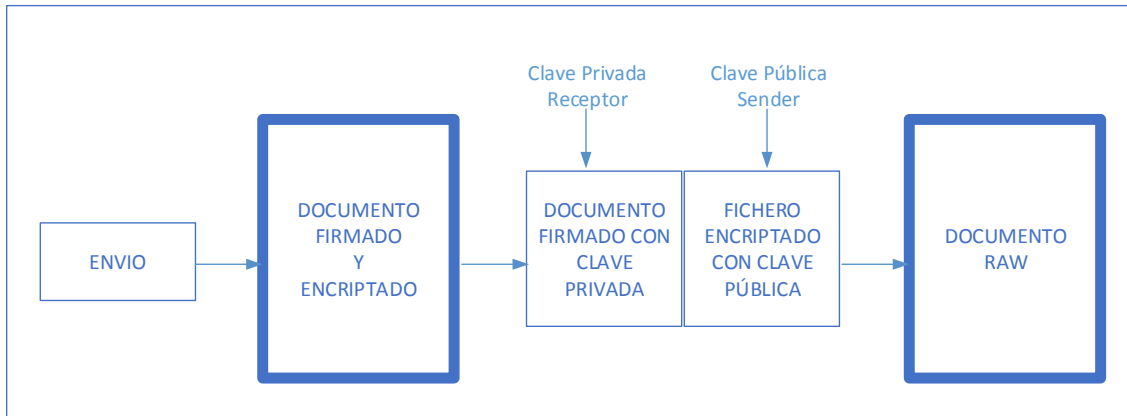 Clave Privada
Receptor
Clave Pública
Sender
ENVIO
DOCUMENTO
FIRMADO
Y
ENCRIPTADO
DOCUMENTO
FIRMADO CON
CLAVE
PRIVADA
FICHERO
ENCRIPTADO
CON CLAVE
PÚBLICA
DOCUMENTO
RAW